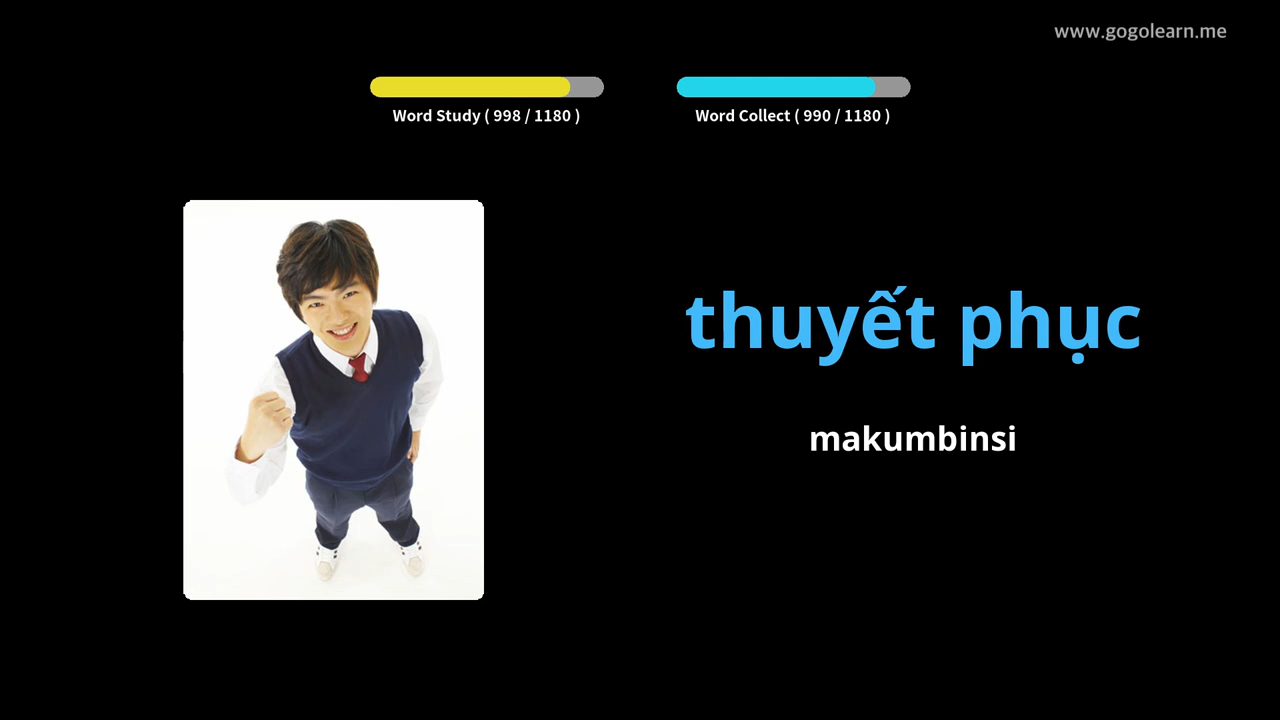 www.gogolearn.me
Word Study ( 998 / 1180 )
Word Collect ( 990 / 1180 )
thuyết phục
makumbinsi